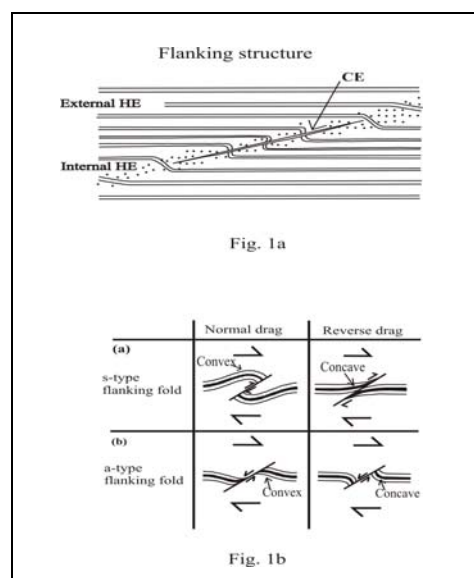 Flanking structure
CE
External HE
Internal HE
Fig. 1a
Normal drag
Reverse drag
(a)
Convex
Concave
s-type
flanking fold
(b)
a-type
flanking fold
Convex
Concave
Fig. 1b